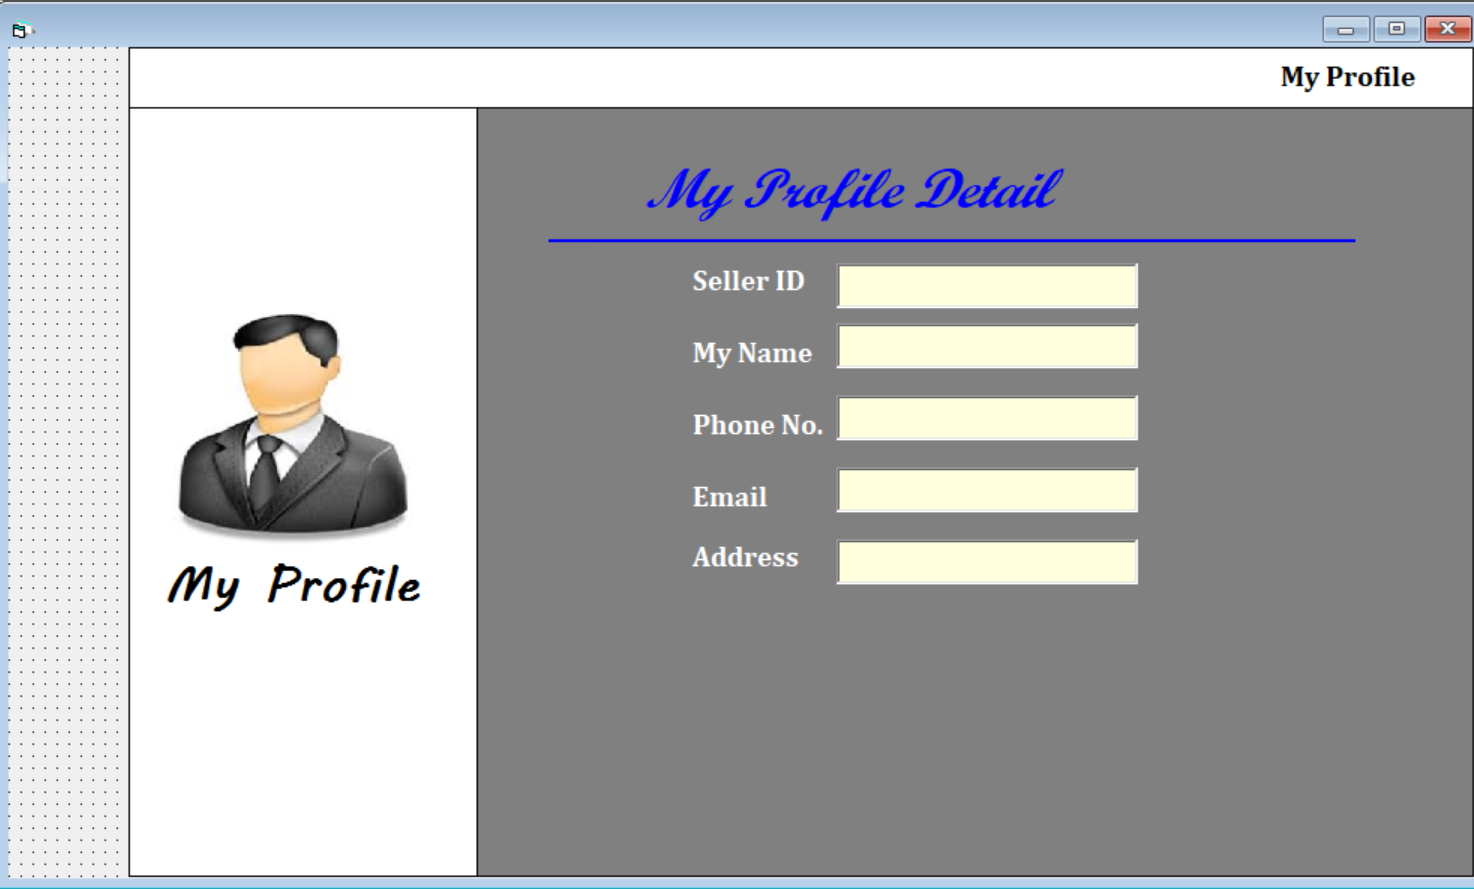 My Profile
My Profile Detail
Seller ID
My Name
Phone No.
Email
Address
My Profile